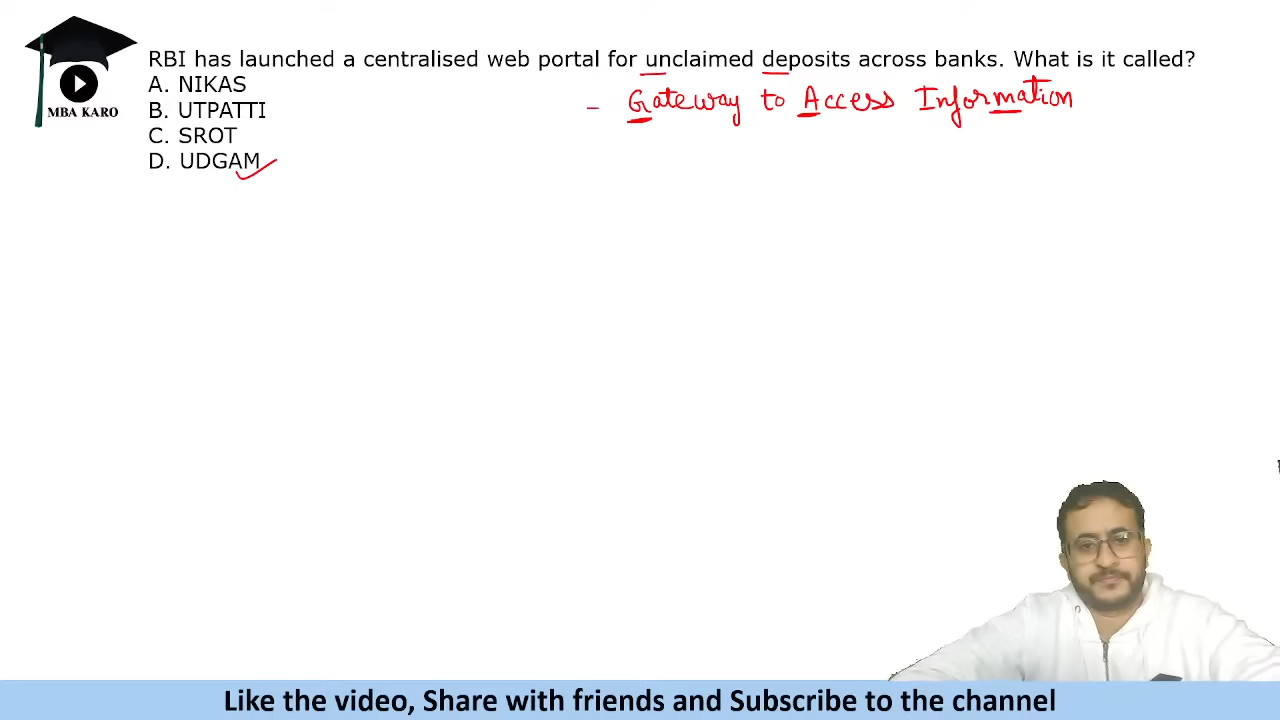 RBI has launched a centralised web portal for unclaimed deposits across banks. What is it called?
A. NIKAS
– Gateway to Access Information
B. UTPATTI
MBA KARO
C. SROT
D. UDGAM
Like the video, Share with friends and Subscribe to the channel